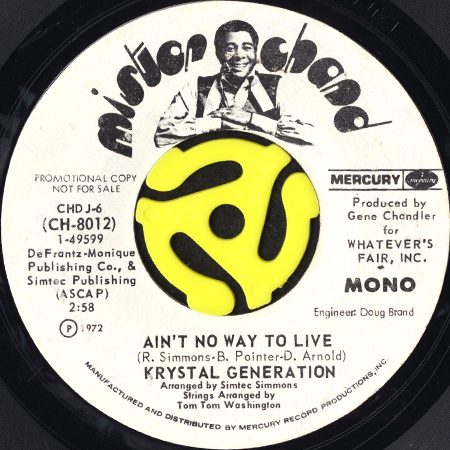 mistar chand
PROMOTIONAL COPY
NOT FOR SALE
CHD J-6
(CH-8012)
1-49599
DeFrantz-Monique
Publishing Co., &
Simtec Publishing
(ASCAP)
2:58
P 1972
MERCURY mercury
Produced by
Gene Chandler
for
WHATEVER'S
FAIR, INC.
MONO
Engineer: Doug Brand
AIN'T NO WAY TO LIVE
(R. Simmons-B. Pointer-D. Arnold)
KRYSTAL GENERATION
Arranged by Simtec Simmons
Strings Arranged by
Tom Tom Washington
MANUFACTURED AND DISTRIBUTED BY MERCURY RECORD PRODUCTIONS, INC.